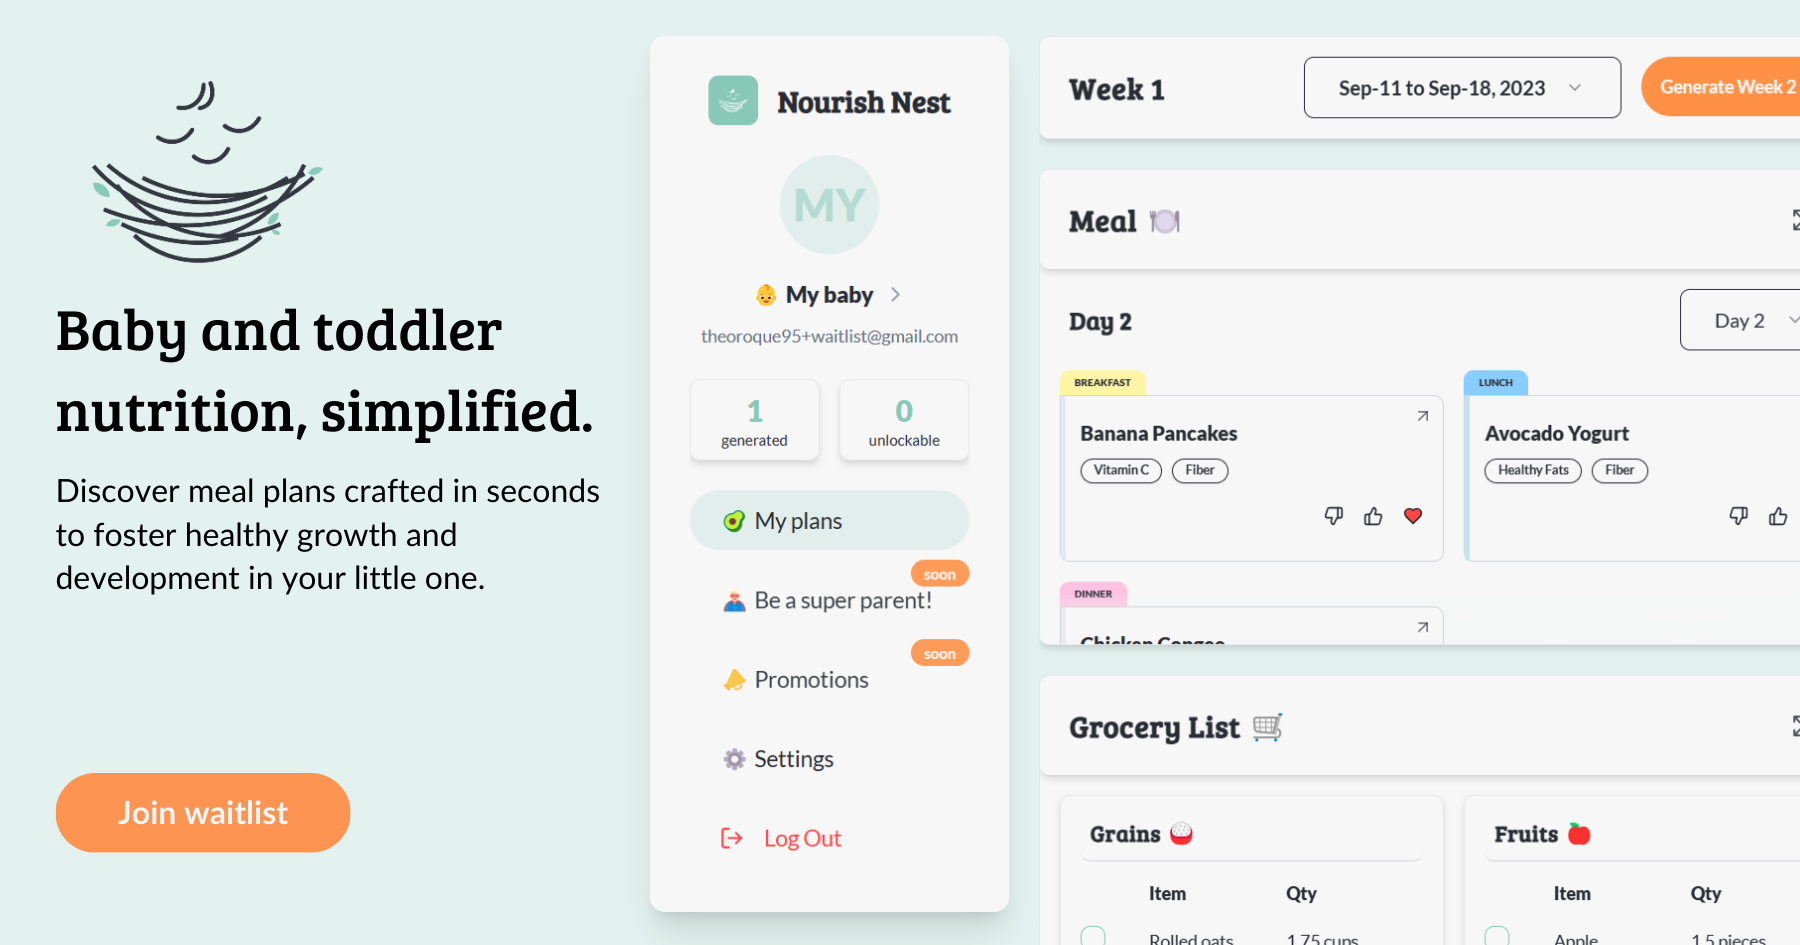 Baby and toddler
nutrition, simplified.
Discover meal plans crafted in seconds
to foster healthy growth and
development in your little one.
Join waitlist
Nourish Nest
MY
My baby
theoroque95+waitlist@gmail.com
1
generated
0
unlockable
My plans
soon
Be a super parent!
soon
Promotions
Settings
Log Out
Week 1
Sep-11 to Sep-18, 2023
Generate Week 2
Meal
Day 2
Day 2
BREAKFAST
Banana Pancakes
Vitamin C
Fiber
LUNCH
Avocado Yogurt
Healthy Fats
Fiber
DINNER
Chicken Congee
Grocery List
Grains
Item Qty
Rolled oats 1.75 cups
Fruits
Item Qty
Apple 1.5 pieces